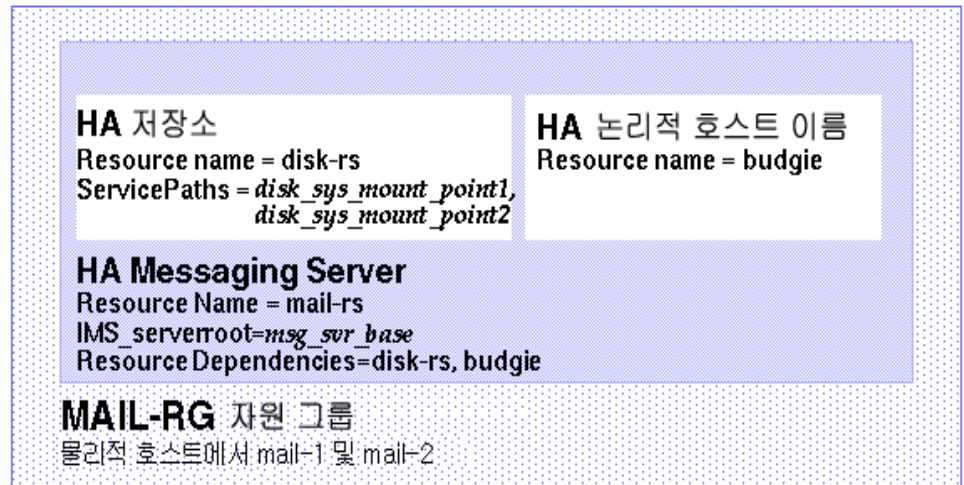 HA 저장소
Resource name = disk-rs
ServicePaths = disk_sys_mount_point1,
disk_sys_mount_point2
HA 논리적 호스트 이름
Resource name = budgie
HA Messaging Server
Resource Name = mail-rs
IMS_serverroot=msg_svr_base
Resource Dependencies=disk-rs, budgie
MAIL-RG 자원 그룹
물리적 호스트에서 mail-1 및 mail-2